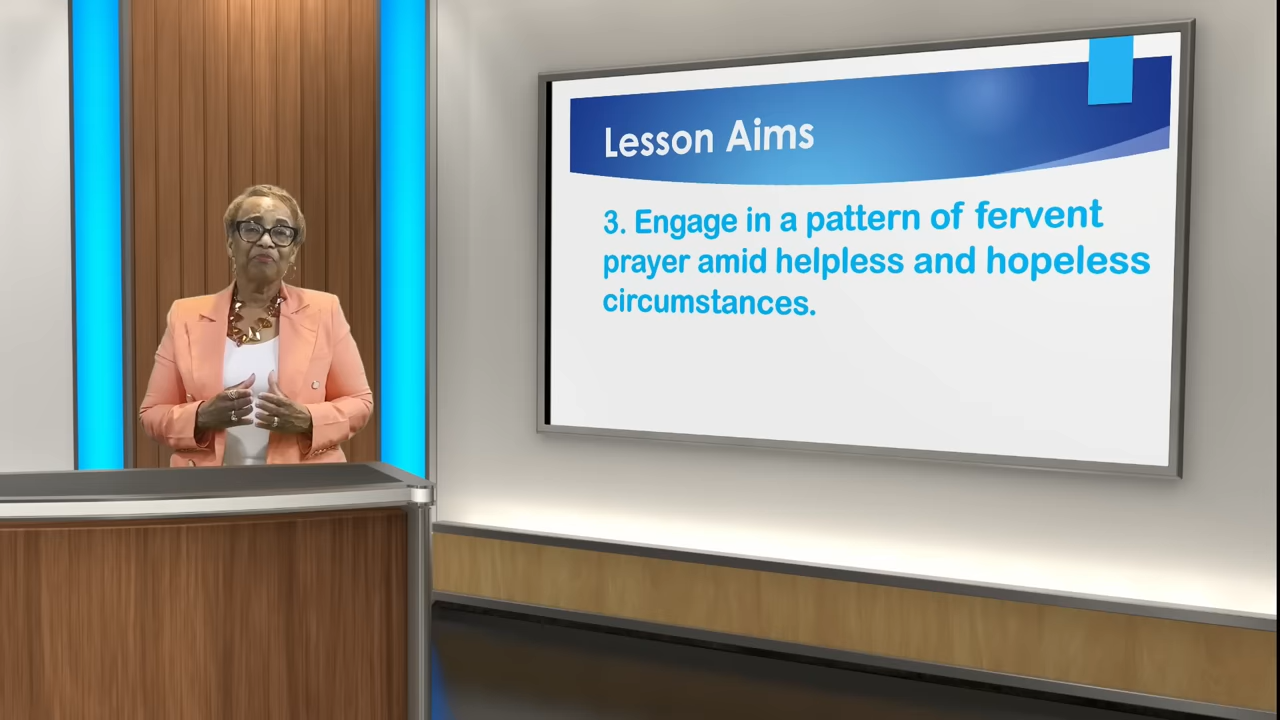 Lesson Aims
3. Engage in a pattern of fervent
prayer amid helpless and hopeless
circumstances.